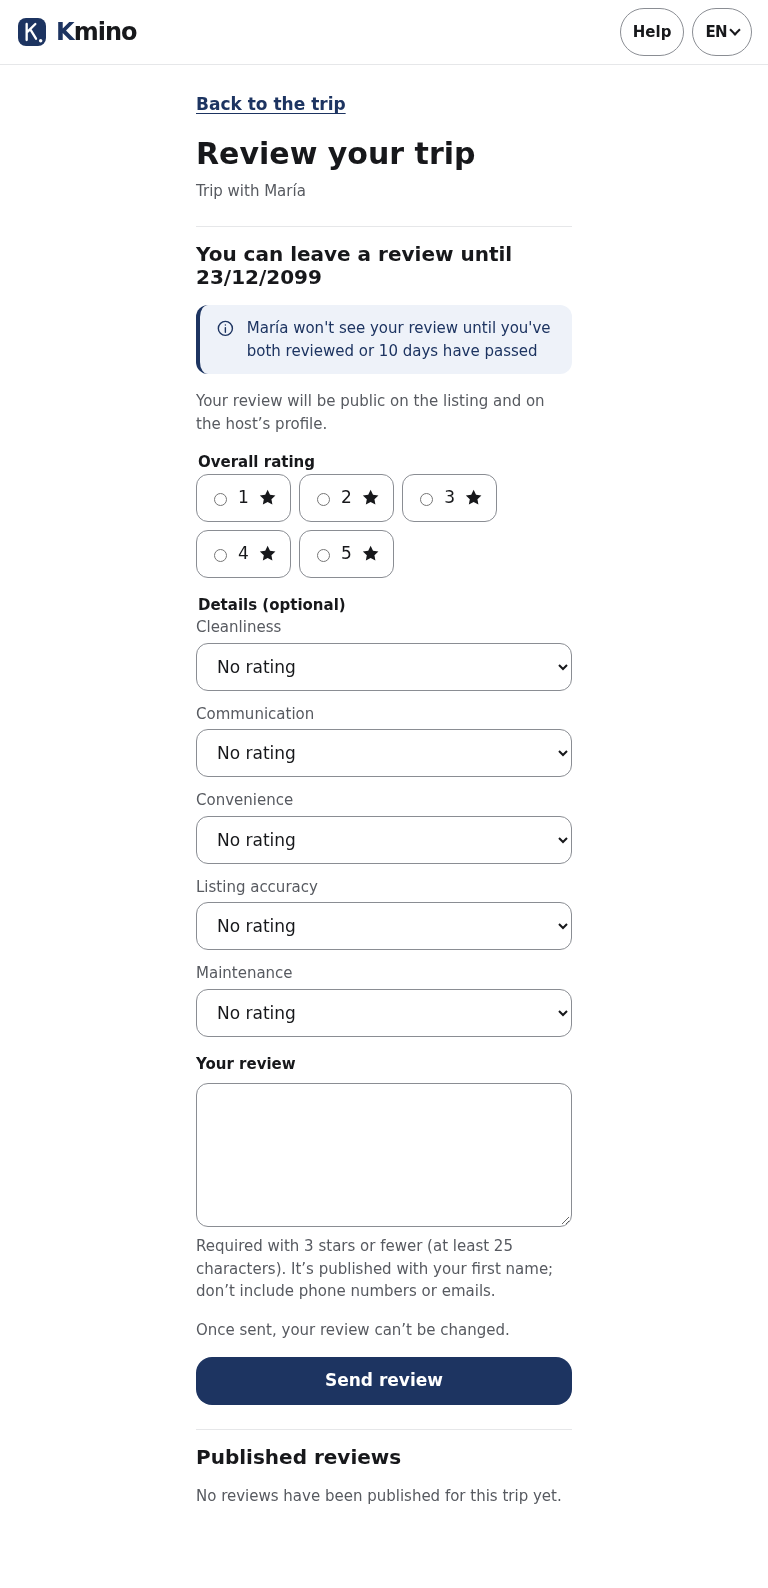 K. Kmino
Help
EN
Back to the trip
Review your trip
Trip with María
You can leave a review until
23/12/2099
María won't see your review until you've
both reviewed or 10 days have passed
Your review will be public on the listing and on
the host’s profile.
Overall rating
1 ★ 2 ★ 3 ★
4 ★ 5 ★
Details (optional)
Cleanliness
No rating
Communication
No rating
Convenience
No rating
Listing accuracy
No rating
Maintenance
No rating
Your review
Required with 3 stars or fewer (at least 25
characters). It’s published with your first name;
don’t include phone numbers or emails.
Once sent, your review can’t be changed.
Send review
Published reviews
No reviews have been published for this trip yet.